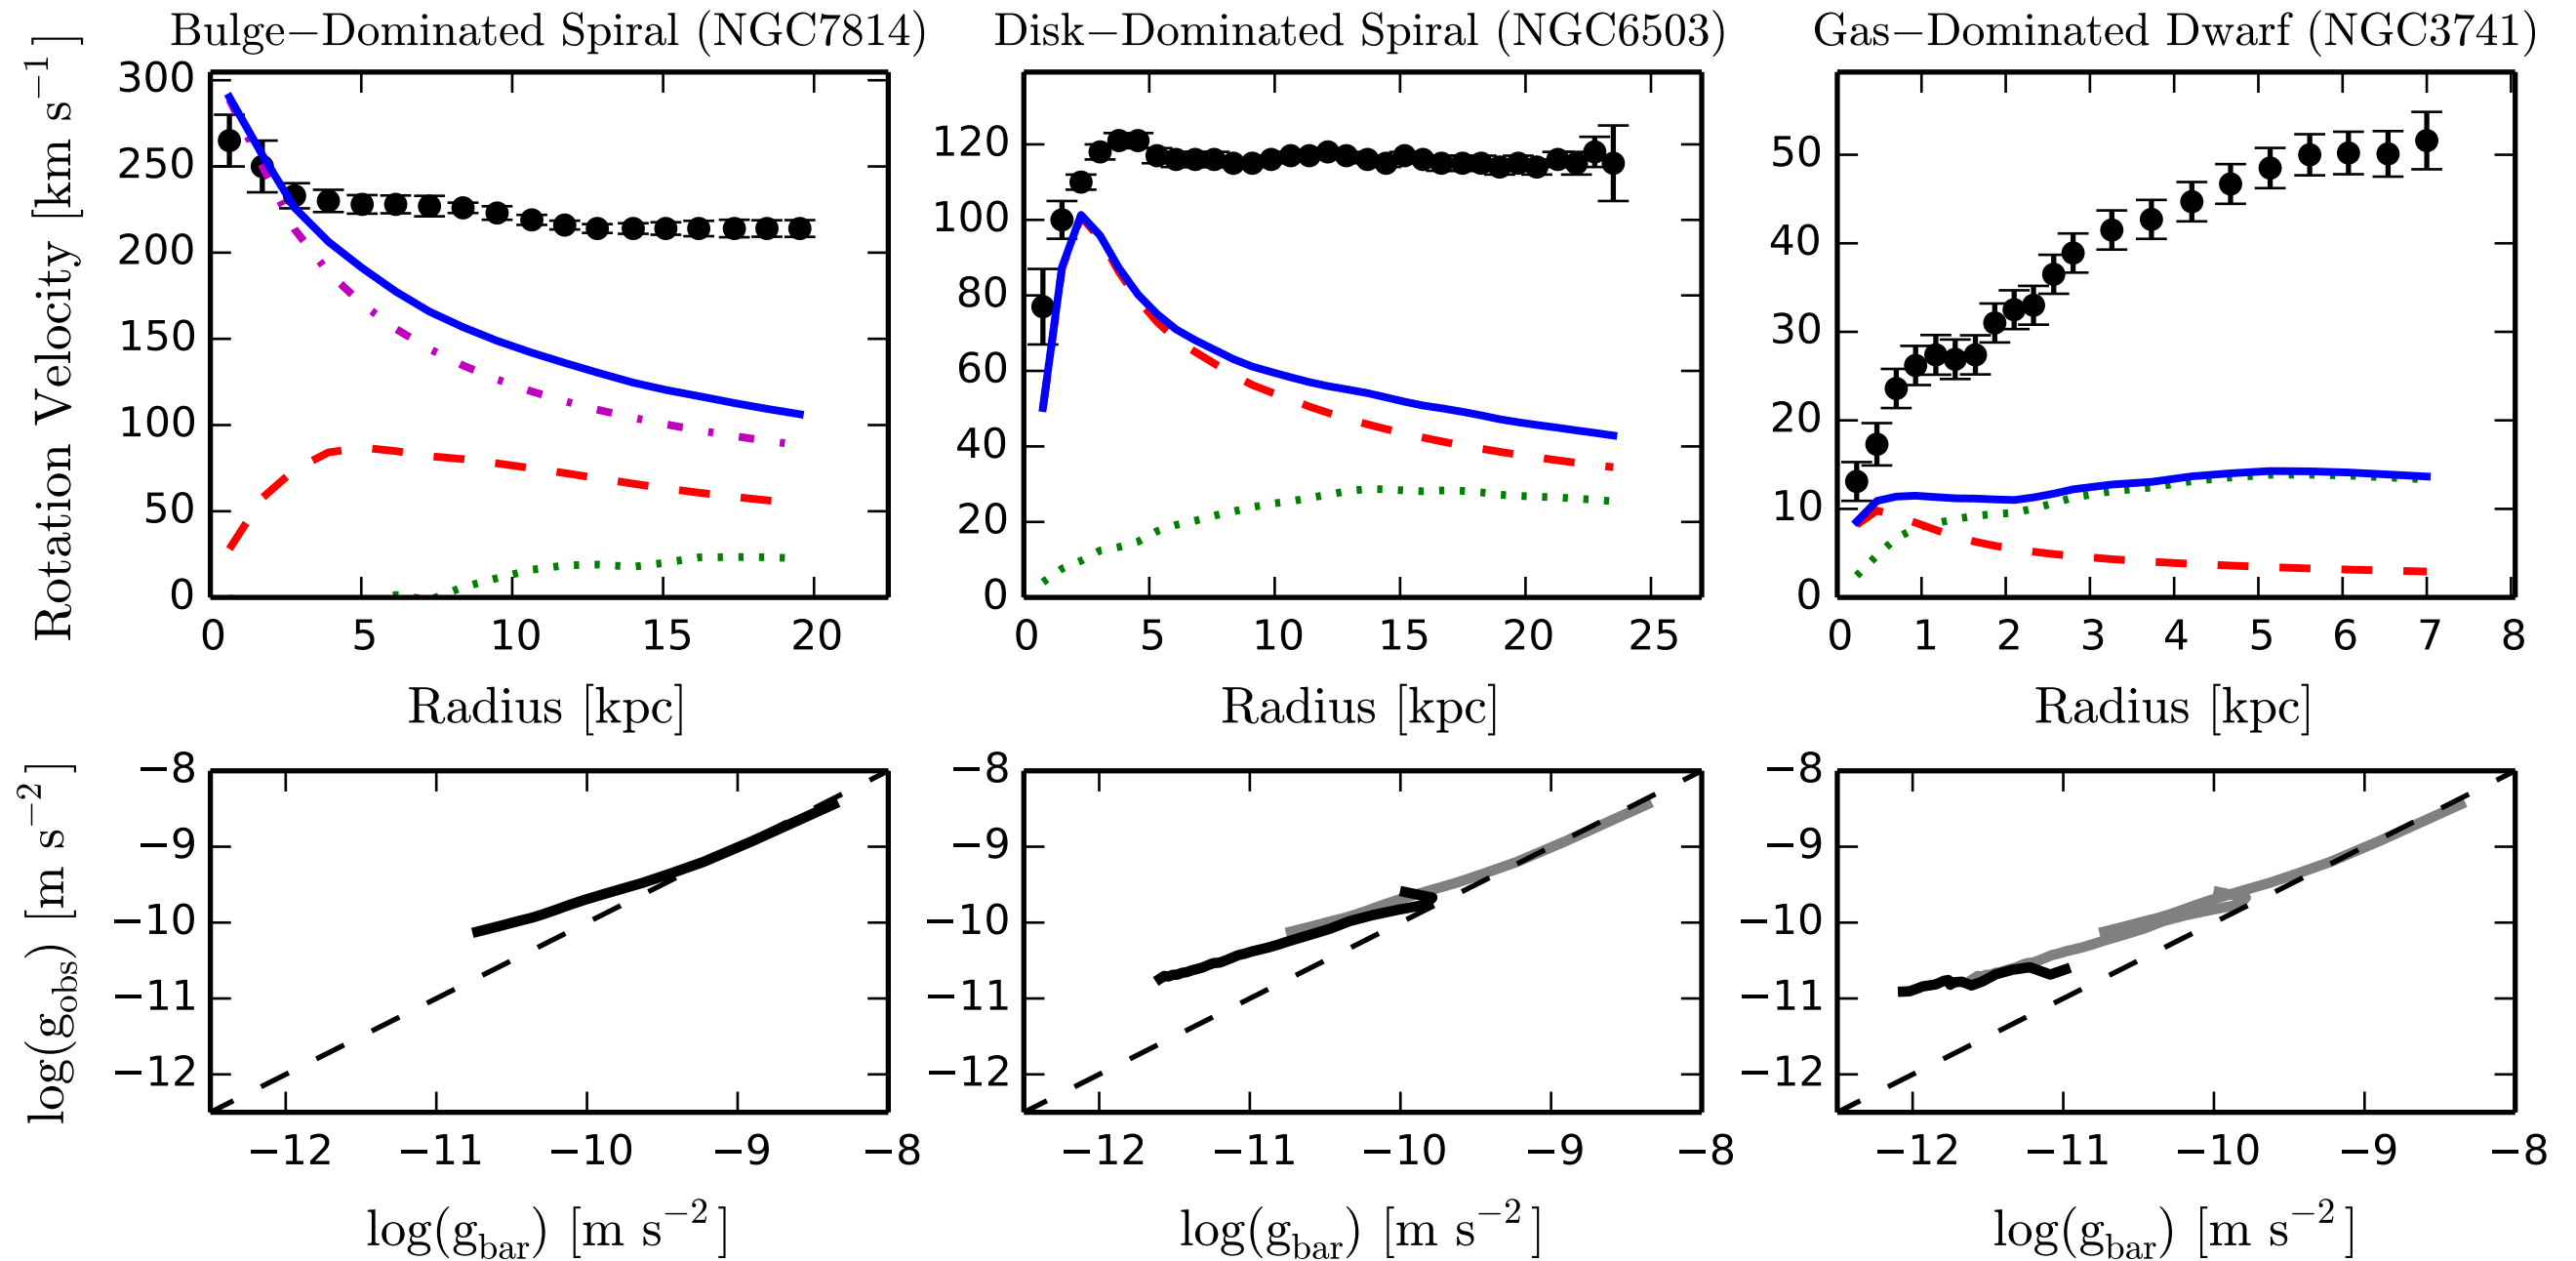 Bulge−Dominated Spiral (NGC7814)
Disk−Dominated Spiral (NGC6503)
Gas−Dominated Dwarf (NGC3741)
Rotation Velocity [km s⁻¹]
300
250
200
150
100
50
0
0 5 10 15 20
Radius [kpc]
120
100
80
60
40
20
0
0 5 10 15 20 25
Radius [kpc]
50
40
30
20
10
0
0 1 2 3 4 5 6 7 8
Radius [kpc]
log(g_obs) [m s⁻²]
−8
−9
−10
−11
−12
−12 −11 −10 −9 −8
log(g_bar) [m s⁻²]
−8
−9
−10
−11
−12
−12 −11 −10 −9 −8
log(g_bar) [m s⁻²]
−8
−9
−10
−11
−12
−12 −11 −10 −9 −8
log(g_bar) [m s⁻²]